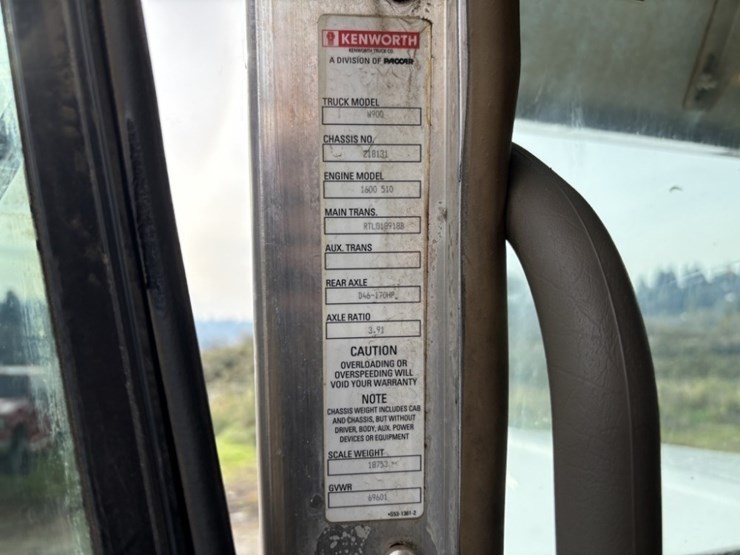 KENWORTH
KENWORTH TRUCK CO.
A DIVISION OF PACCAR
TRUCK MODEL
W900
CHASSIS NO.
218131
ENGINE MODEL
1600 510
MAIN TRANS.
AUX. TRANS
REAR AXLE
D46-170HP
AXLE RATIO
3.91
CAUTION
OVERLOADING OR
OVERSPEEDING WILL
VOID YOUR WARRANTY
NOTE
CHASSIS WEIGHT INCLUDES CAB
AND CHASSIS, BUT WITHOUT
DRIVER, BODY, AUX. POWER
DEVICES OR EQUIPMENT
SCALE WEIGHT
18753
GVWR
69601